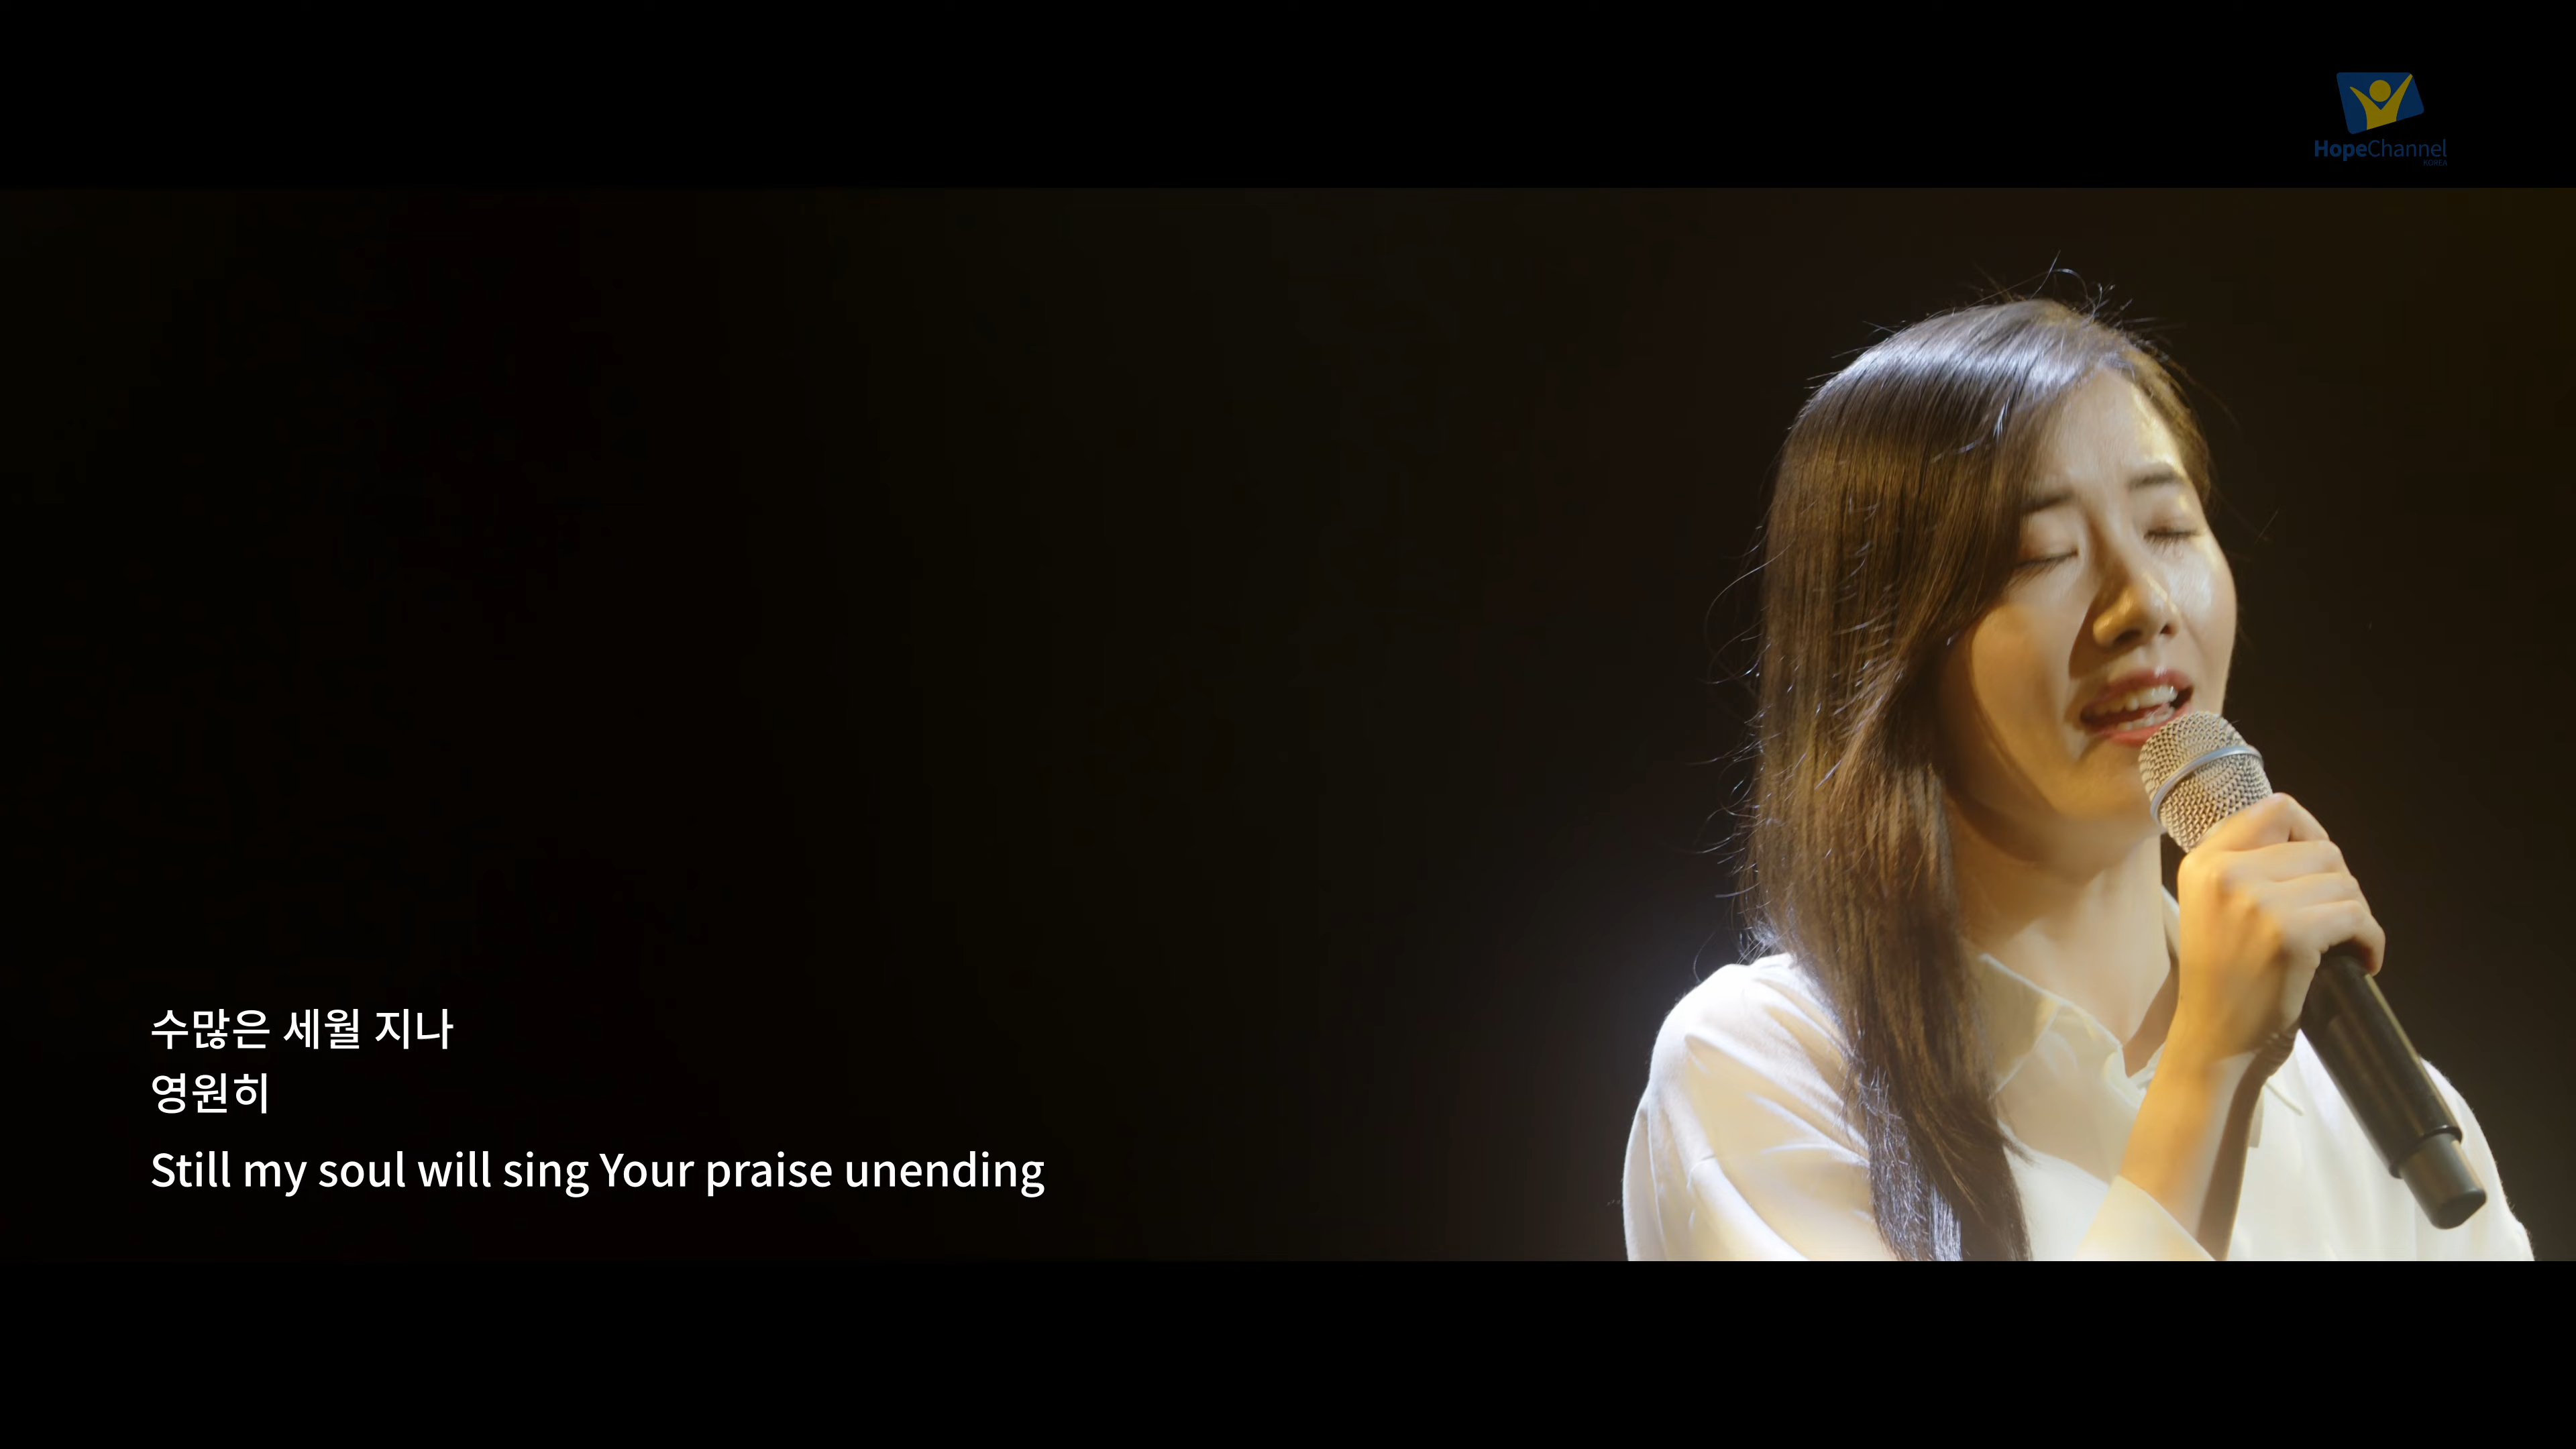 HopeChannel
KOREA
수많은 세월 지나
영원히
Still my soul will sing Your praise unending